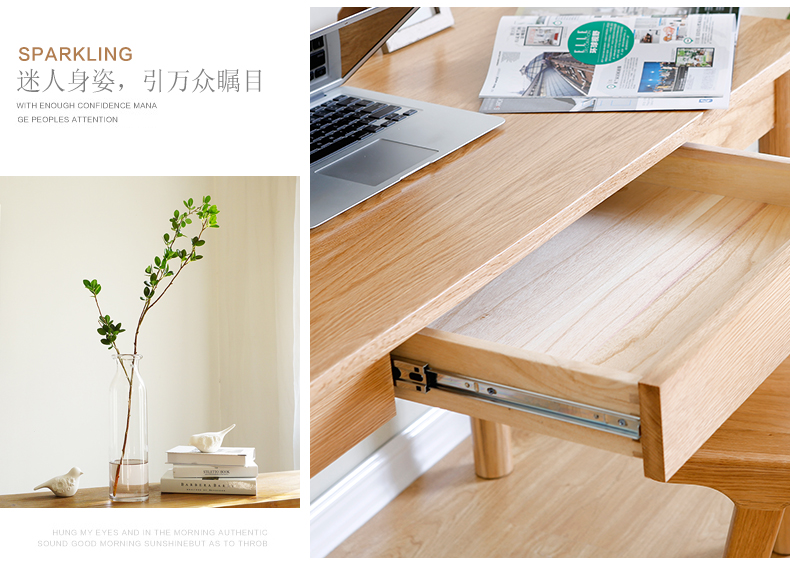 SPARKLING
迷人身姿，引万众瞩目
WITH ENOUGH CONFIDENCE MANA
GE PEOPLES ATTENTION
ELLE
HUNG MY EYES AND IN THE MORNING AUTHENTIC
SOUND GOOD MORNING SUNSHINEBUT AS TO THROB